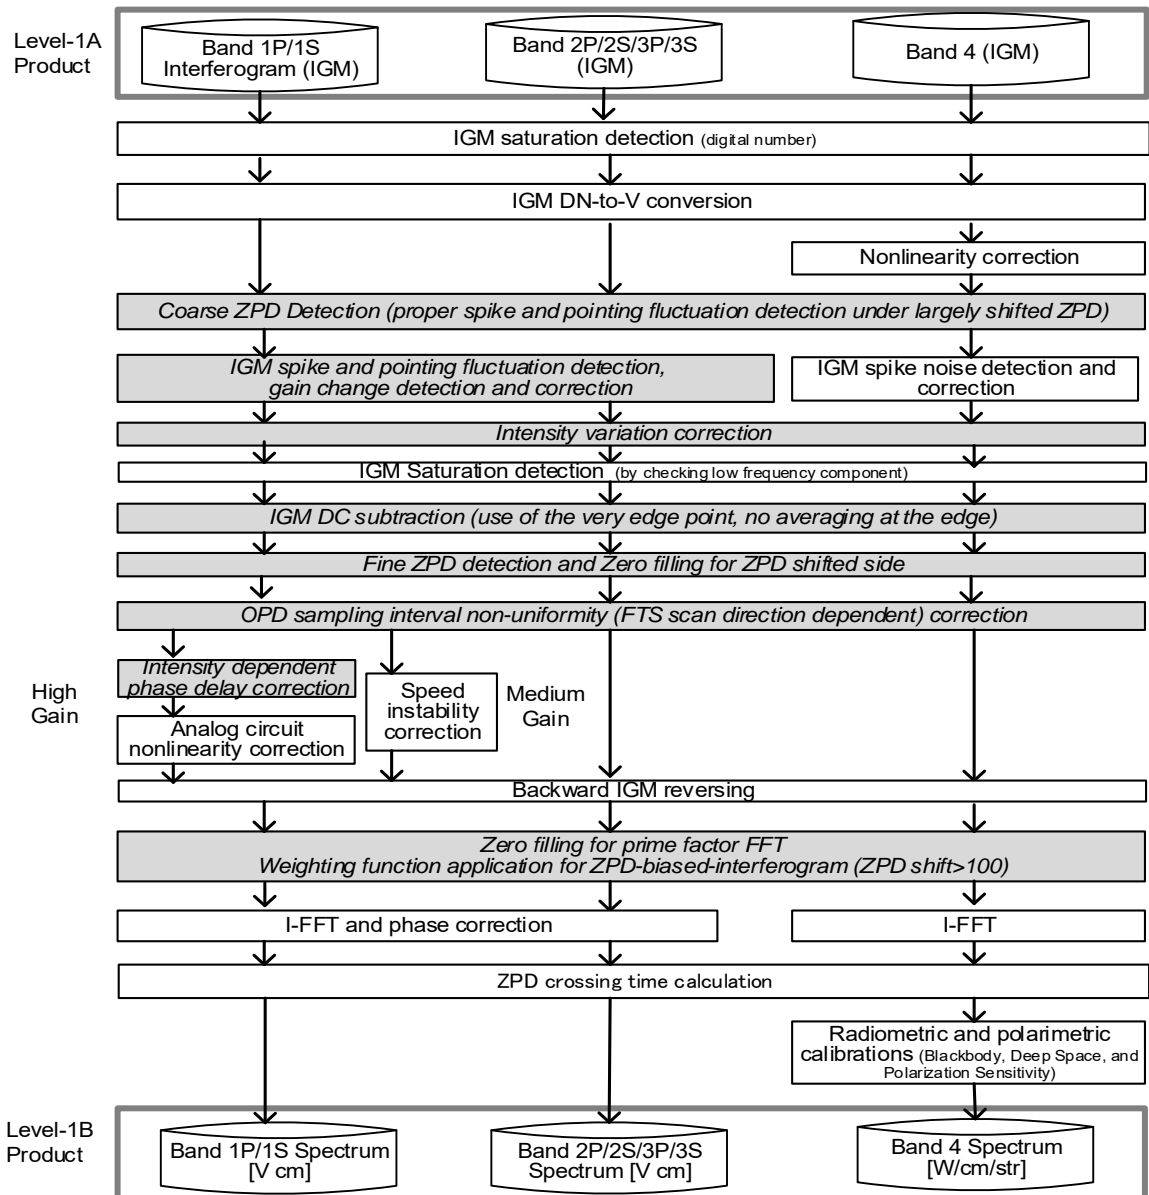 Level-1A
Product
Band 1P/1S
Interferogram (IGM)
Band 2P/2S/3P/3S
(IGM)
Band 4 (IGM)
IGM saturation detection (digital number)
IGM DN-to-V conversion
Nonlinearity correction
Coarse ZPD Detection (proper spike and pointing fluctuation detection under largely shifted ZPD)
IGM spike and pointing fluctuation detection,
gain change detection and correction
IGM spike noise detection and
correction
Intensity variation correction
IGM Saturation detection (by checking low frequency component)
IGM DC subtraction (use of the very edge point, no averaging at the edge)
Fine ZPD detection and Zero filling for ZPD shifted side
OPD sampling interval non-uniformity (FTS scan direction dependent) correction
High
Gain
Intensity dependent
phase delay correction
Analog circuit
nonlinearity correction
Speed
instability
correction
Medium
Gain
Backward IGM reversing
Zero filling for prime factor FFT
Weighting function application for ZPD-biased-interferogram (ZPD shift>100)
I-FFT and phase correction
I-FFT
ZPD crossing time calculation
Radiometric and polarimetric
calibrations (Blackbody, Deep Space, and
Polarization Sensitivity)
Level-1B
Product
Band 1P/1S Spectrum
[V cm]
Band 2P/2S/3P/3S
Spectrum [V cm]
Band 4 Spectrum
[W/cm/str]